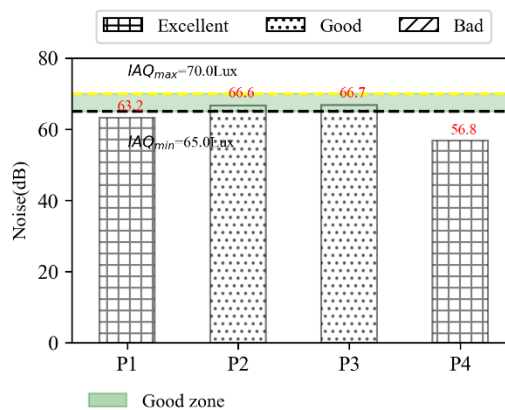 Excellent Good Bad
Noise(dB)
80
60
40
20
0
IAQmax=70.0Lux
IAQmin=65.0Lux
63.2
66.6
66.7
56.8
P1 P2 P3 P4
Good zone